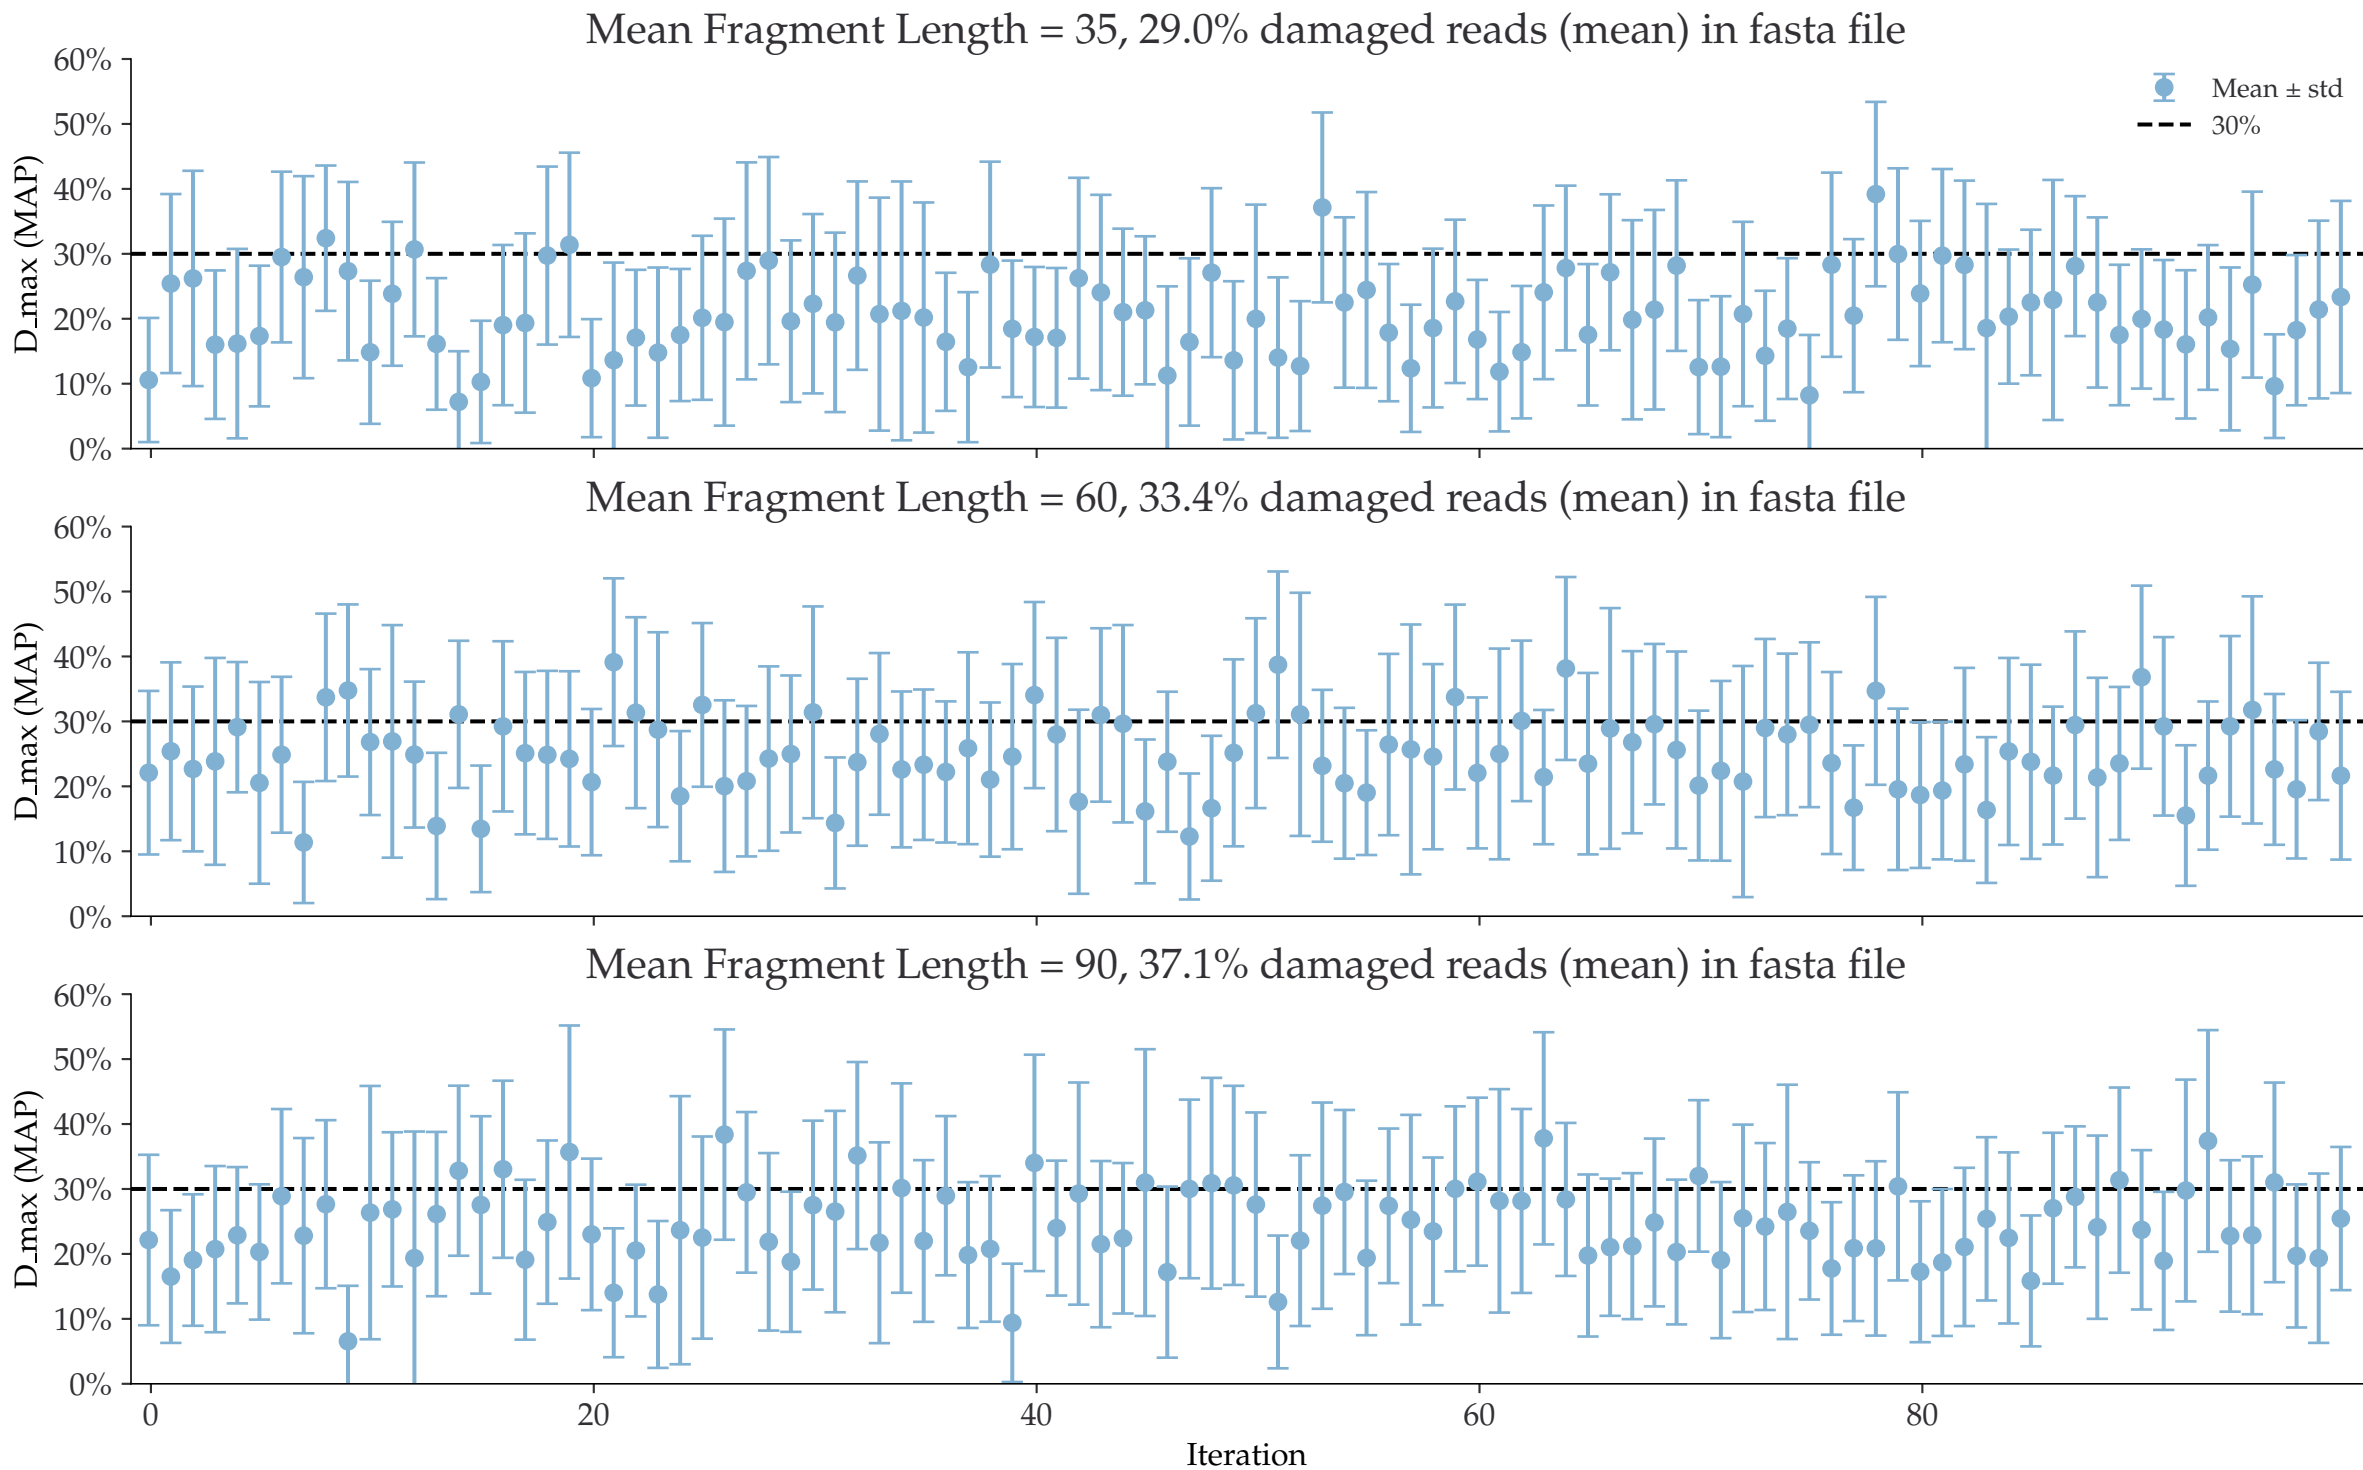 Mean Fragment Length = 35, 29.0% damaged reads (mean) in fasta file
60%
50%
40%
30%
20%
10%
0%
D_max (MAP)
Mean ± std
30%
Mean Fragment Length = 60, 33.4% damaged reads (mean) in fasta file
60%
50%
40%
30%
20%
10%
0%
D_max (MAP)
Mean Fragment Length = 90, 37.1% damaged reads (mean) in fasta file
60%
50%
40%
30%
20%
10%
0%
D_max (MAP)
0 20 40 60 80
Iteration